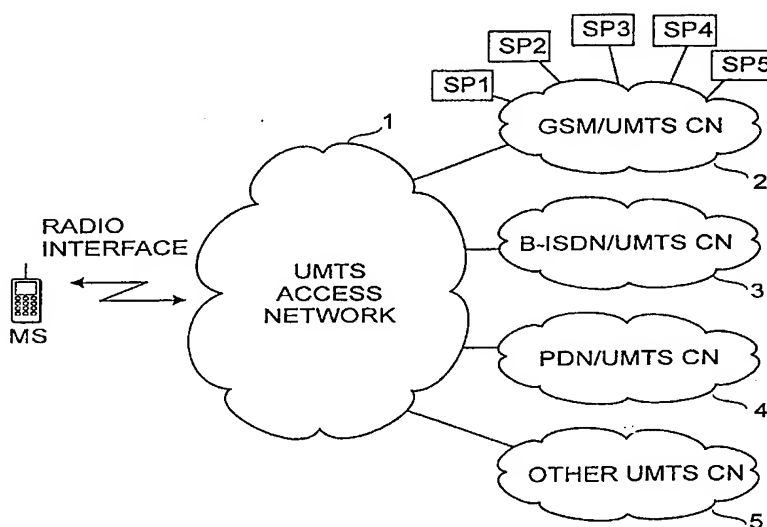 SP1
SP2
SP3
SP4
SP5
GSM/UMTS CN
1
2
RADIO
INTERFACE
MS
UMTS
ACCESS
NETWORK
B-ISDN/UMTS CN
3
PDN/UMTS CN
4
OTHER UMTS CN
5